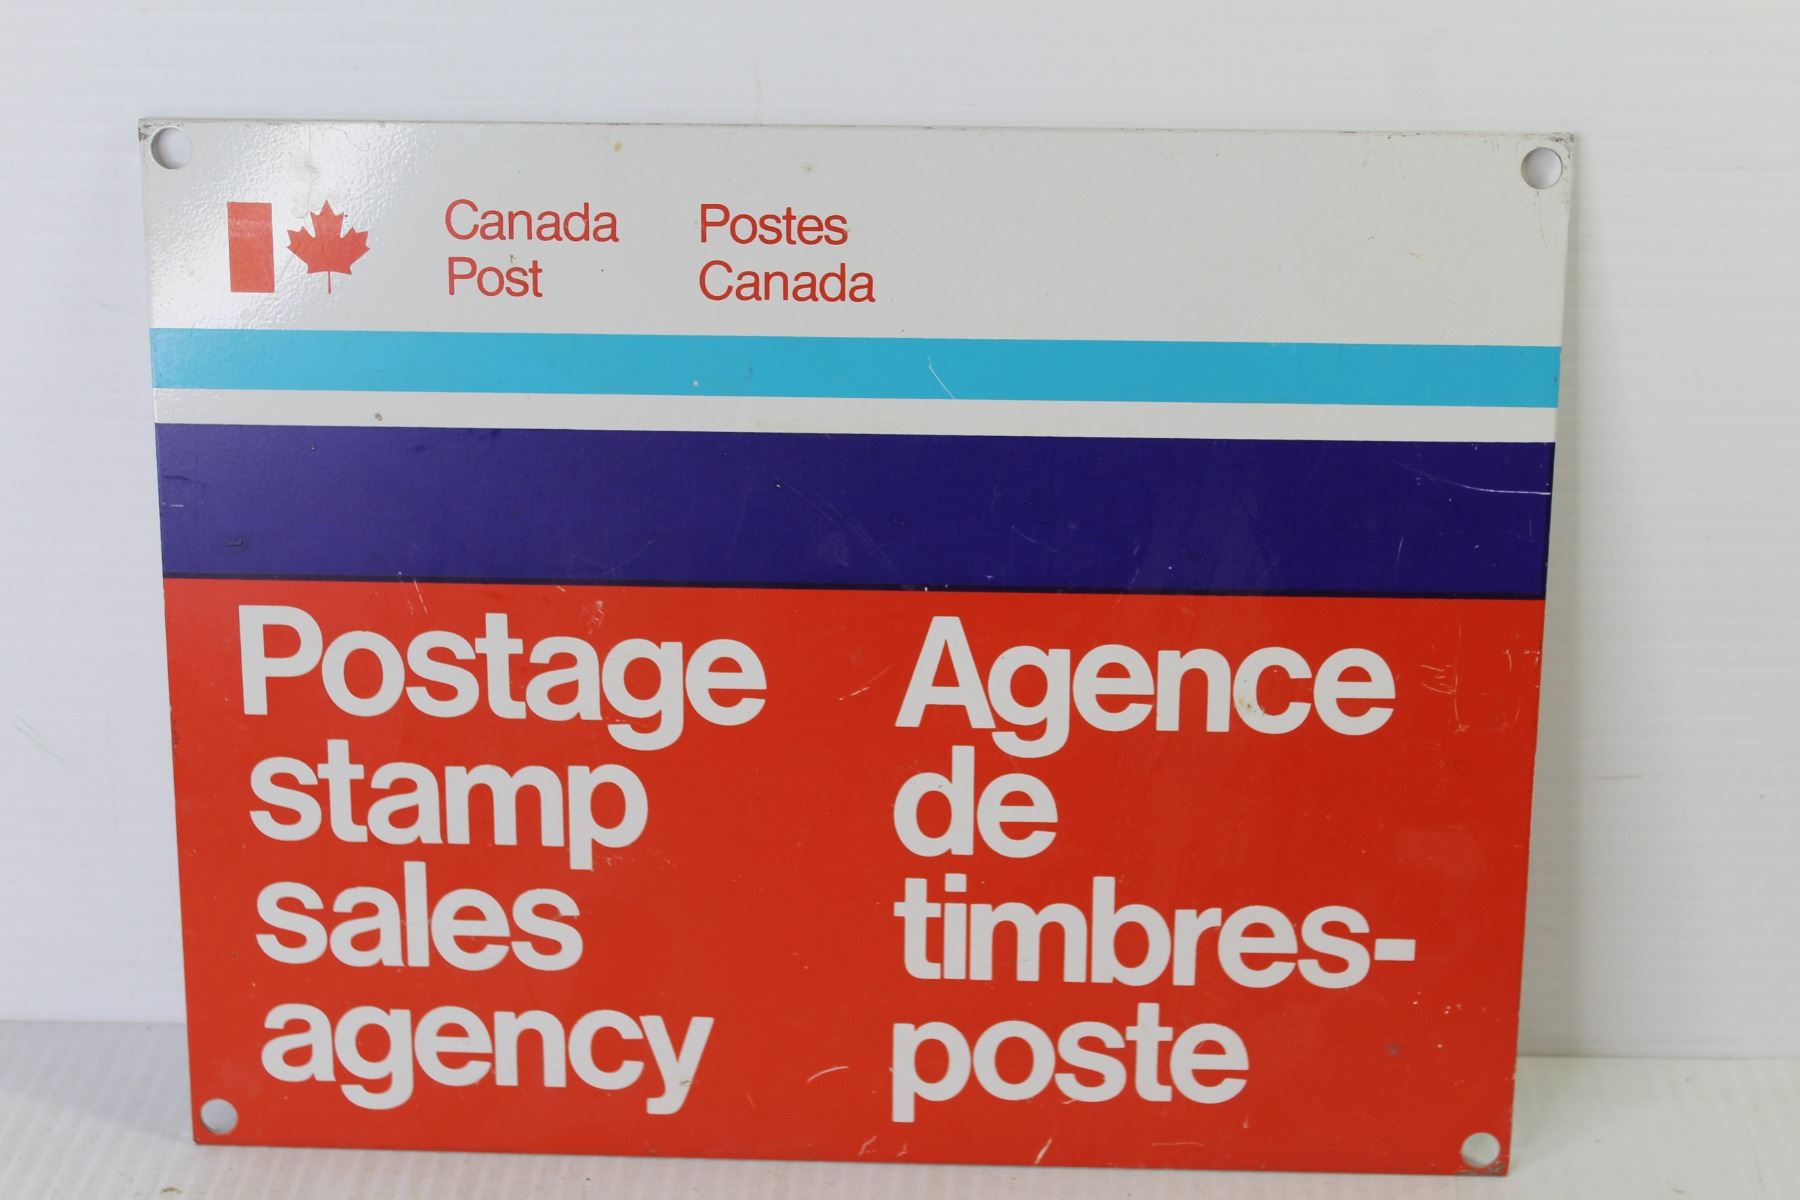 Canada
Post
Postes
Canada
Postage
stamp
sales
agency
Agence
de
timbres-
poste